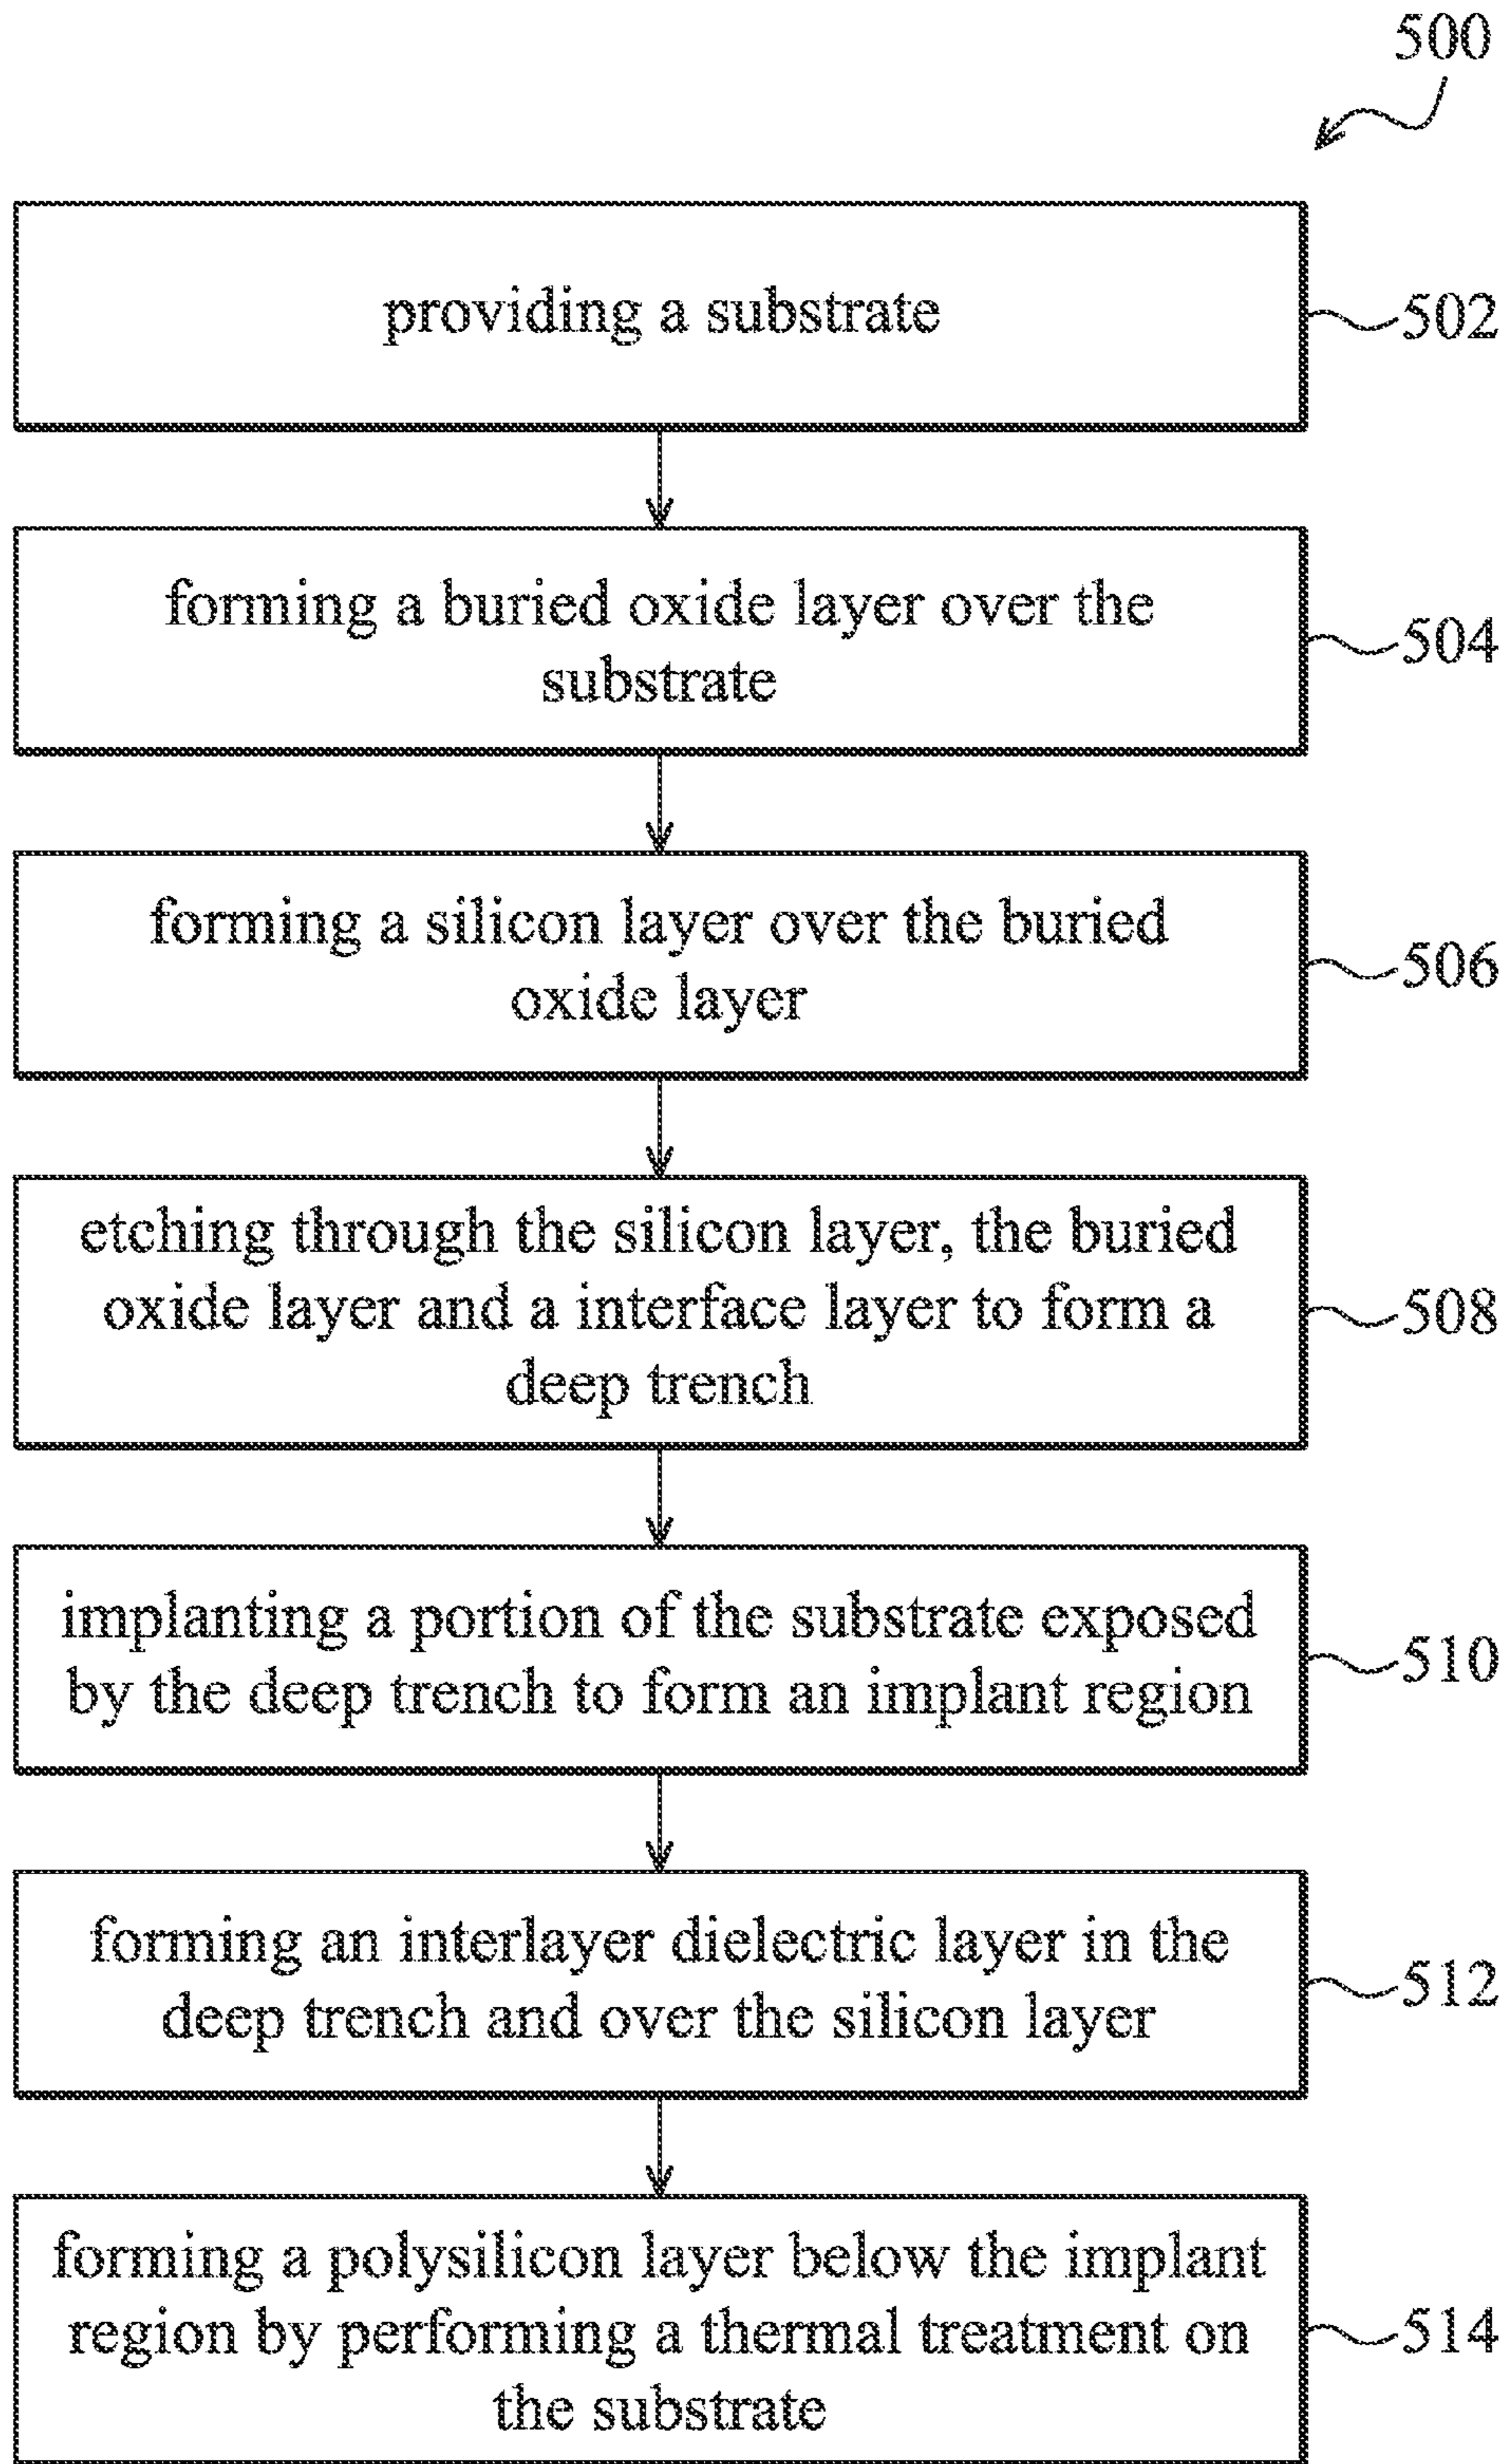 500
providing a substrate
502
forming a buried oxide layer over the
substrate
504
forming a silicon layer over the buried
oxide layer
506
etching through the silicon layer, the buried
oxide layer and a interface layer to form a
deep trench
508
implanting a portion of the substrate exposed
by the deep trench to form an implant region
510
forming an interlayer dielectric layer in the
deep trench and over the silicon layer
512
forming a polysilicon layer below the implant
region by performing a thermal treatment on
the substrate
514